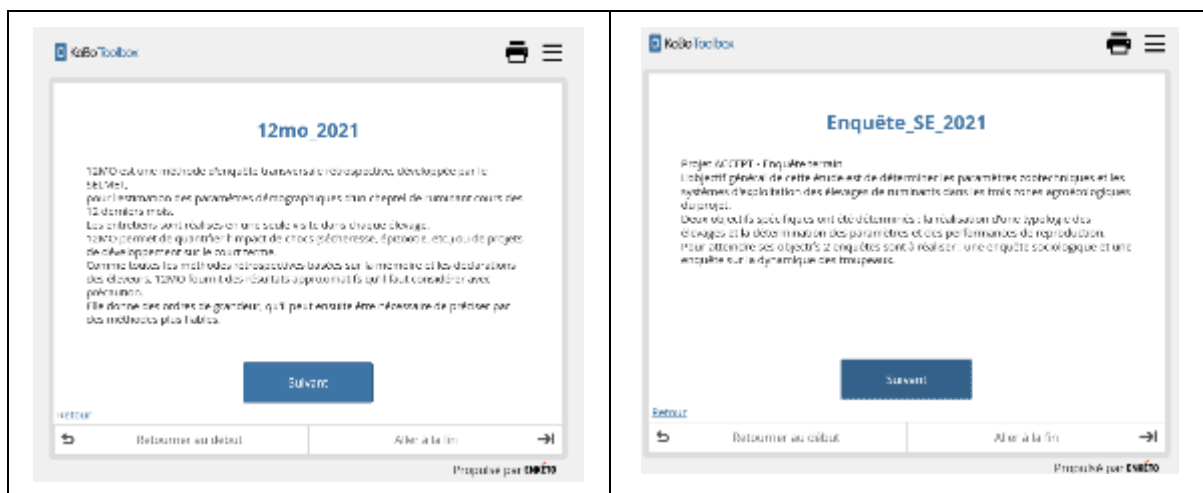 KoBoToolbox
12mo_2021
12MO est une méthode d'enquête transversale rétrospective, développée par le
SELMET,
pour l'estimation des paramètres démographiques d'un cheptel de ruminant cours des
12 derniers mois.
Les entretiens sont réalisés en une seule visite dans chaque élevage.
12MO permet de quantifier l'impact de chocs (sécheresse, épizootie, etc.) ou de projets
de développement sur le court terme.
Comme toutes les méthodes rétrospectives basées sur la mémoire et les déclarations
des éleveurs, 12MO fournit des résultats approximatifs qu'il faut considérer avec
précaution.
Elle donne des ordres de grandeur, qu'il peut ensuite être nécessaire de préciser par
des méthodes plus fiables.
Suivant
Retour
Retourner au début
Aller à la fin
Propulsé par ENKETO
KoBoToolbox
Enquête_SE_2021
Projet ACCEPT - Enquête terrain
L'objectif général de cette étude est de déterminer les paramètres zootechniques et les
systèmes d'exploitation des élevages de ruminants dans les trois zones agroécologiques
du projet.
Deux objectifs spécifiques ont été déterminés : la réalisation d'une typologie des
élevages et la détermination des paramètres et des performances de reproduction.
Pour atteindre ses objectifs 2 enquêtes sont à réaliser : une enquête sociologique et une
enquête sur la dynamique des troupeaux.
Suivant
Retour
Retourner au début
Aller à la fin
Propulsé par ENKETO